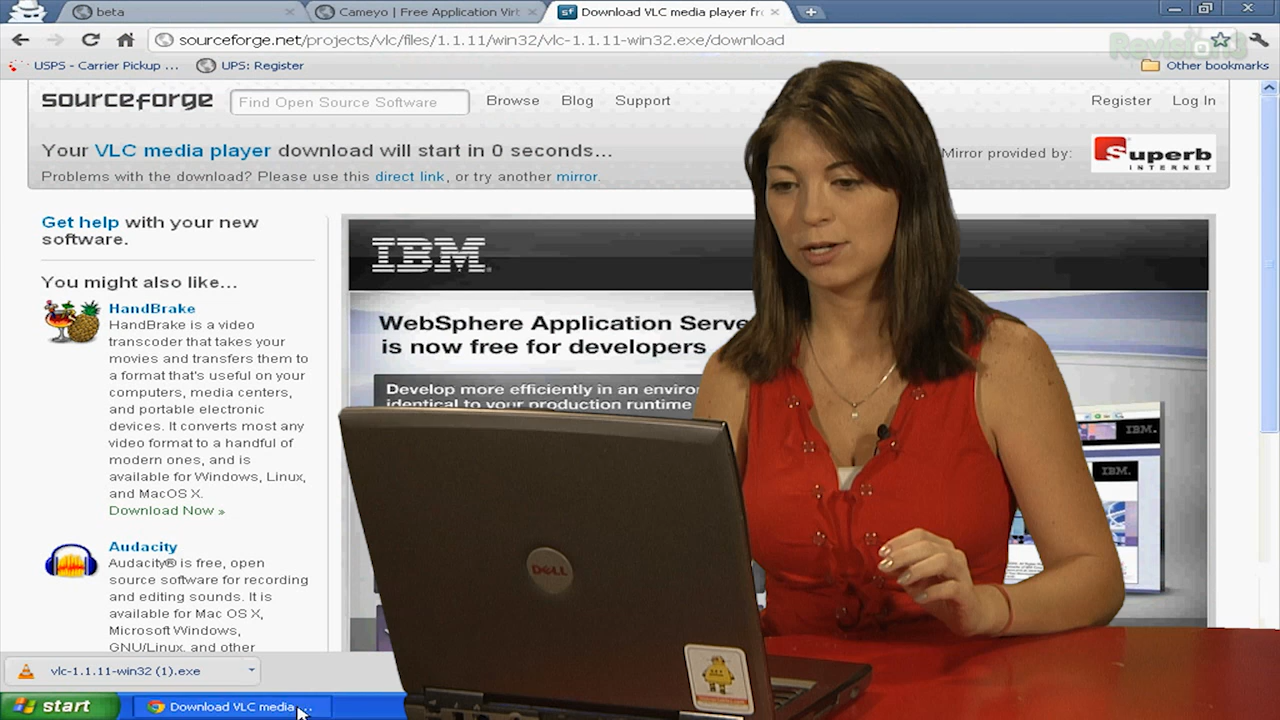 beta
Cameyo | Free Application Virt
sf Download VLC media player fr
sourceforge.net/projects/vlc/files/1.1.11/win32/vlc-1.1.11-win32.exe/download
Revision3
USPS - Carrier Pickup ...
UPS: Register
Other bookmarks
sourceforge
Find Open Source Software
Browse Blog Support
Register Log In
Your VLC media player download will start in 0 seconds...
Problems with the download? Please use this direct link, or try another mirror.
Mirror provided by:
Superb
INTERNET
Get help with your new
software.
You might also like...
HandBrake
HandBrake is a video
transcoder that takes your
movies and transfers them to
a format that's useful on your
computers, media centers,
and portable electronic
devices. It converts most any
video format to a handful of
modern ones, and is
available for Windows, Linux,
and MacOS X.
Download Now »
Audacity
Audacity® is free, open
source software for recording
and editing sounds. It is
available for Mac OS X,
Microsoft Windows,
GNU/Linux, and other
IBM
WebSphere Application Serve
is now free for developers
Develop more efficiently in an enviro
identical to your production runtime
IBM.
IBM
DELL
vlc-1.1.11-win32 (1).exe
start
Download VLC media ...